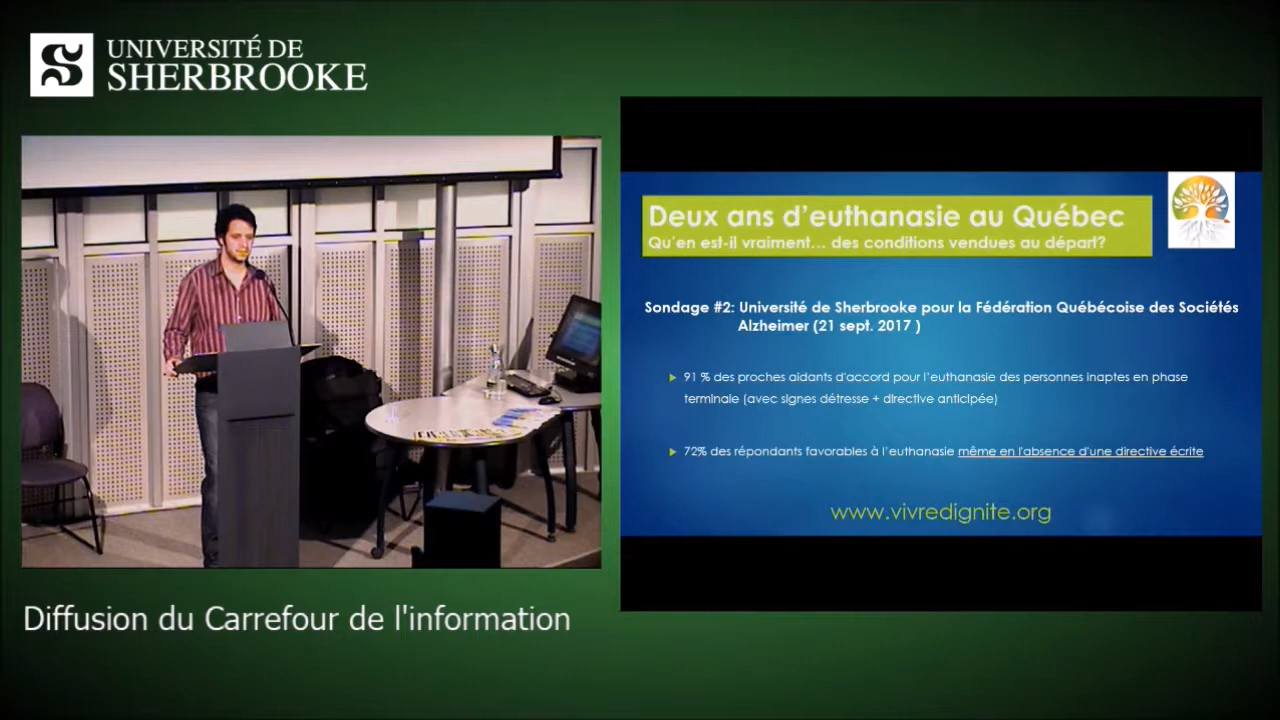 UNIVERSITÉ DE
SHERBROOKE
Deux ans d'euthanasie au Québec
Qu'en est-il vraiment... des conditions vendues au départ?
Sondage #2: Université de Sherbrooke pour la Fédération Québécoise des Sociétés
Alzheimer (21 sept. 2017 )
91 % des proches aidants d'accord pour l'euthanasie des personnes inaptes en phase
terminale (avec signes détresse + directive anticipée)
72% des répondants favorables à l'euthanasie même en l'absence d'une directive écrite
www.vivredignite.org
Diffusion du Carrefour de l'information